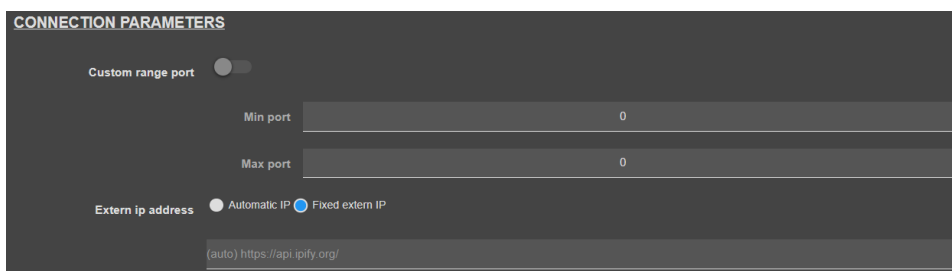 CONNECTION PARAMETERS
Custom range port
Min port 0
Max port 0
Extern ip address Automatic IP Fixed extern IP
(auto) https://api.ipify.org/